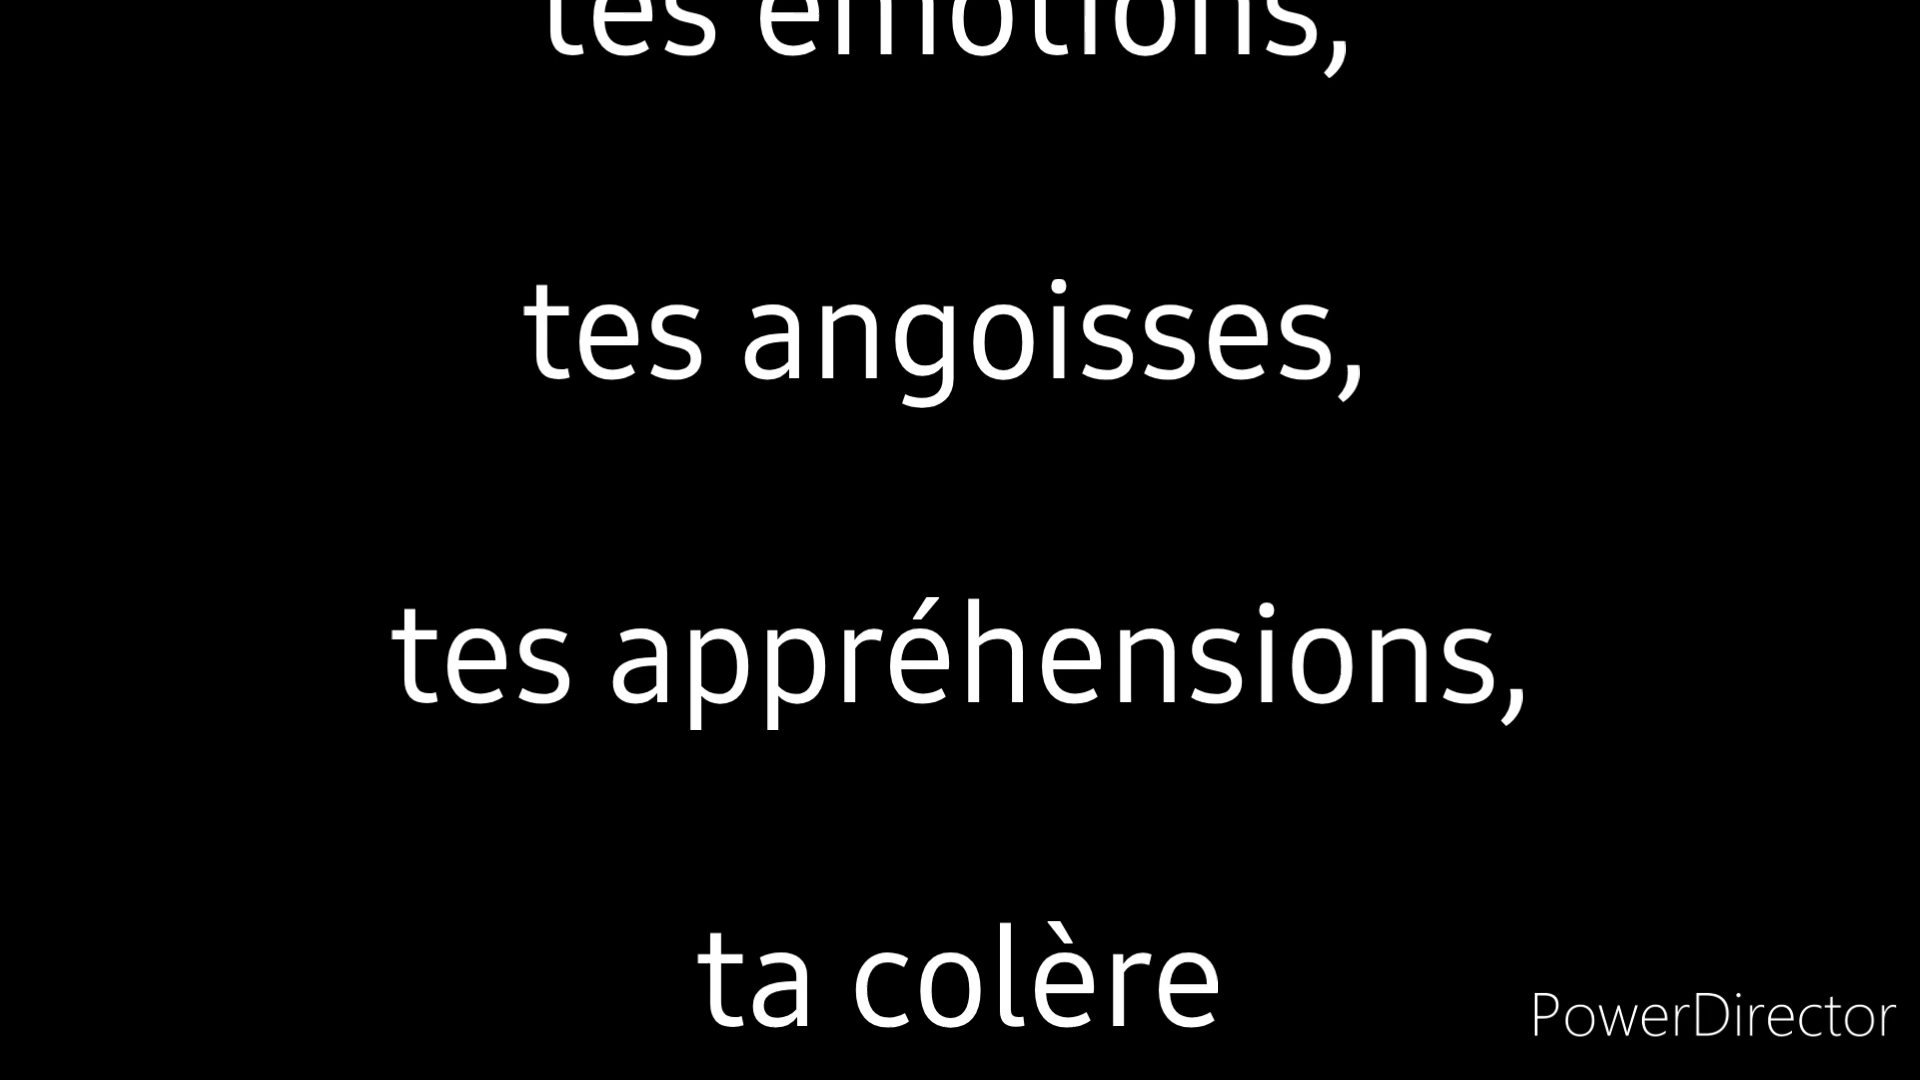 tes émotions,
tes angoisses,
tes appréhensions,
ta colère
PowerDirector